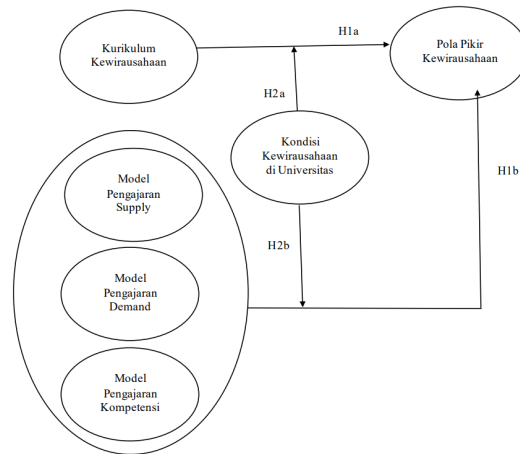 Kurikulum
Kewirausahaan
H1a
Pola Pikir
Kewirausahaan
H2a
Kondisi
Kewirausahaan
di Universitas
H1b
Model
Pengajaran
Supply
H2b
Model
Pengajaran
Demand
Model
Pengajaran
Kompetensi